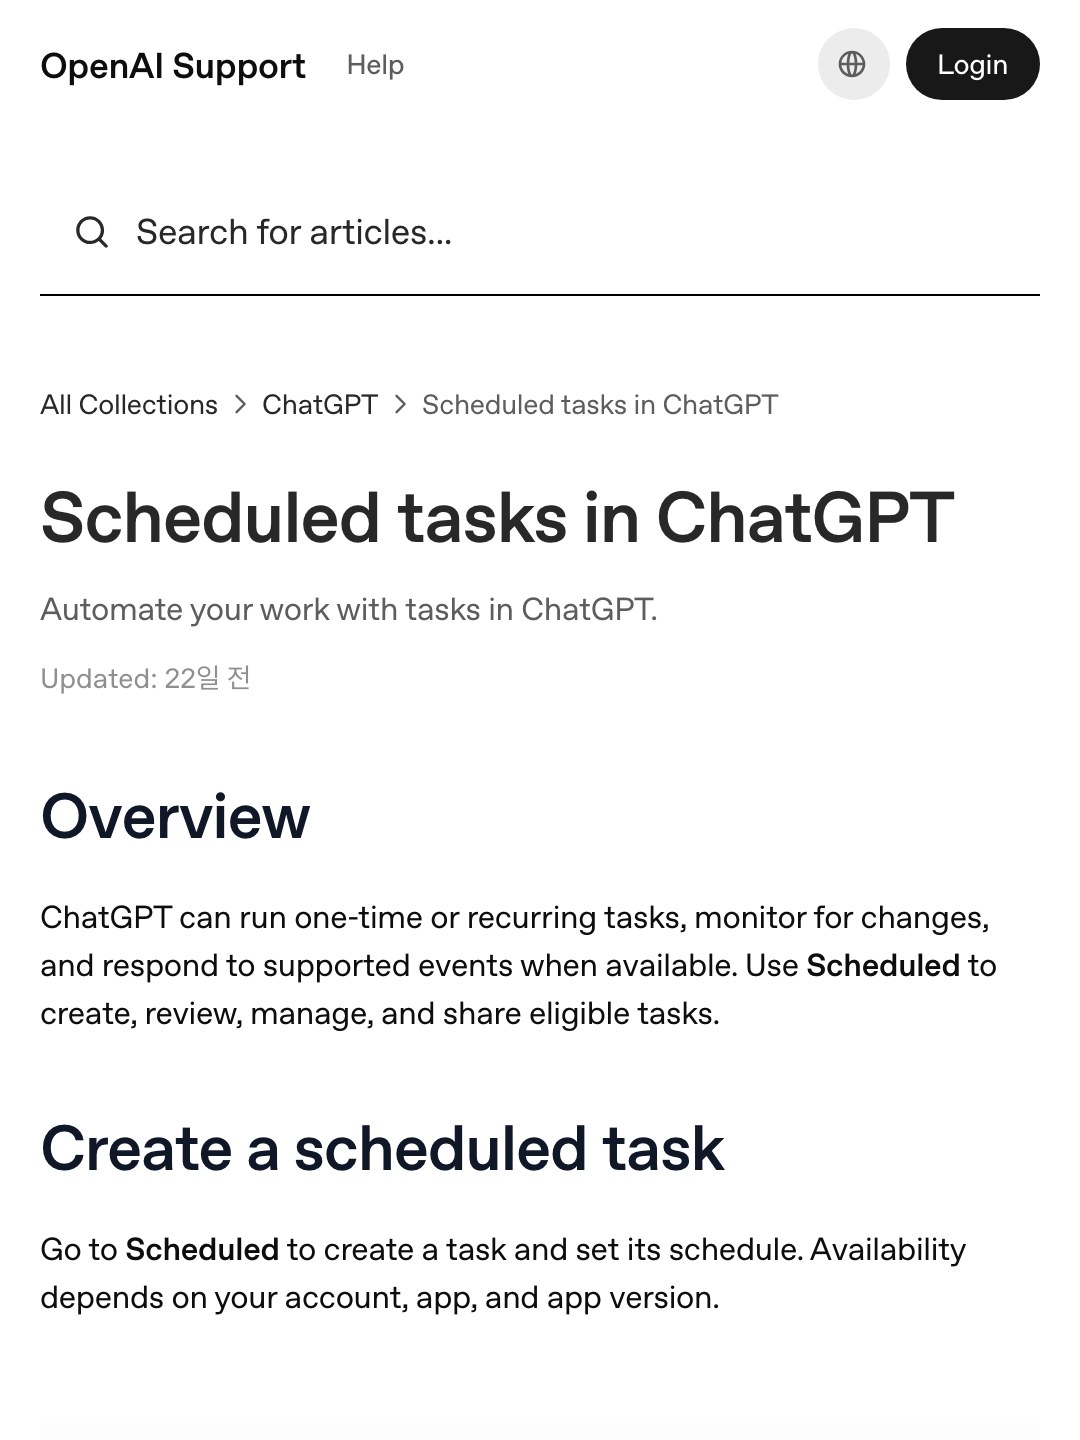 OpenAI Support Help Login
Search for articles...
All Collections > ChatGPT > Scheduled tasks in ChatGPT
Scheduled tasks in ChatGPT
Automate your work with tasks in ChatGPT.
Updated: 22일 전
Overview
ChatGPT can run one-time or recurring tasks, monitor for changes,
and respond to supported events when available. Use Scheduled to
create, review, manage, and share eligible tasks.
Create a scheduled task
Go to Scheduled to create a task and set its schedule. Availability
depends on your account, app, and app version.